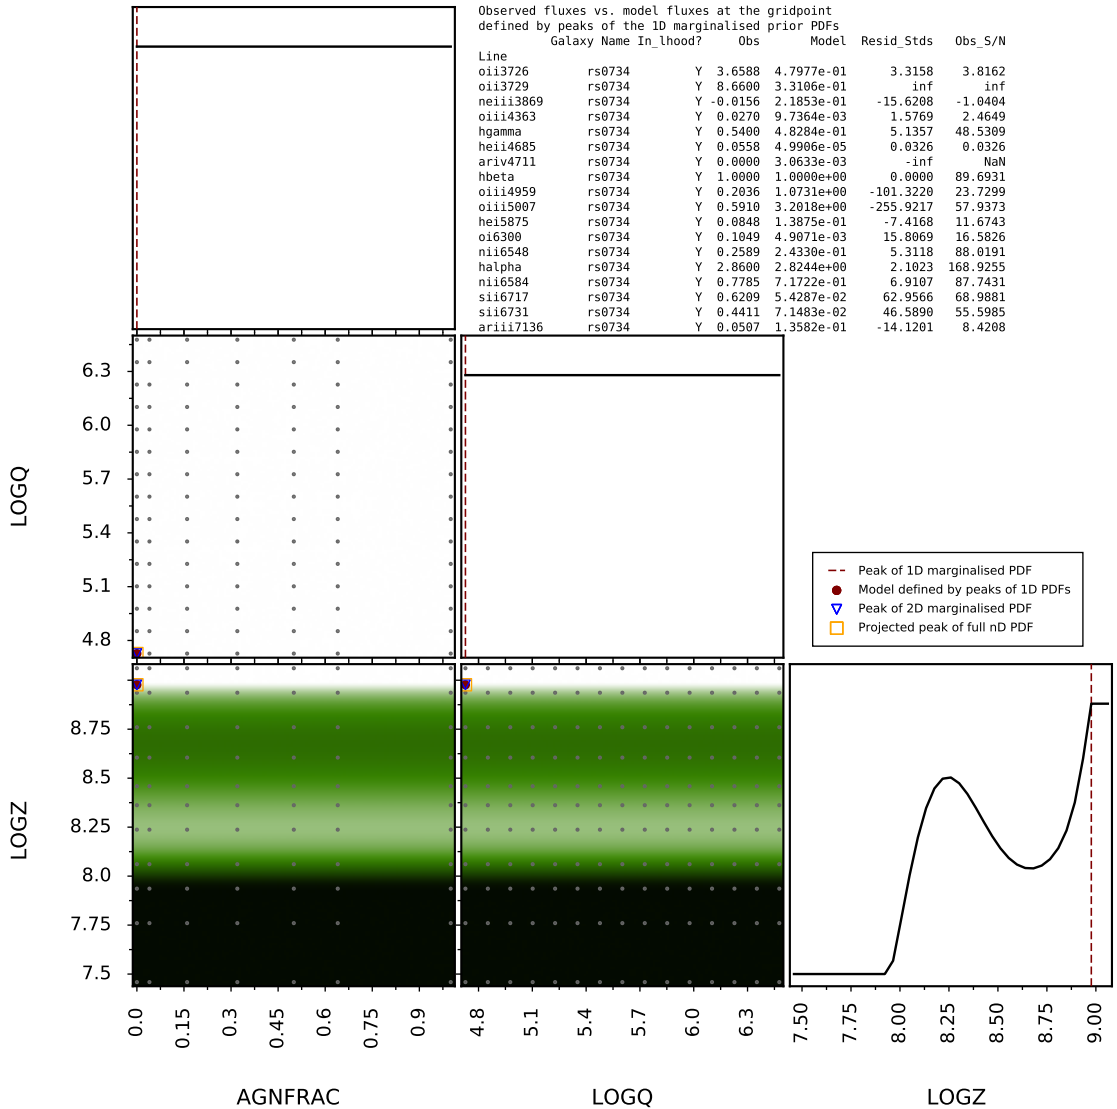 Observed fluxes vs. model fluxes at the gridpoint
defined by peaks of the 1D marginalised prior PDFs
Galaxy Name In_lhood? Obs Model Resid_Stds Obs_S/N
Line
oii3726 rs0734 Y 3.6588 4.7977e-01 3.3158 3.8162
oii3729 rs0734 Y 8.6600 3.3106e-01 inf inf
neiii3869 rs0734 Y -0.0156 2.1853e-01 -15.6208 -1.0404
oiii4363 rs0734 Y 0.0270 9.7364e-03 1.5769 2.4649
hgamma rs0734 Y 0.5400 4.8284e-01 5.1357 48.5309
heii4685 rs0734 Y 0.0558 4.9906e-05 0.0326 0.0326
ariv4711 rs0734 Y 0.0000 3.0633e-03 -inf NaN
hbeta rs0734 Y 1.0000 1.0000e+00 0.0000 89.6931
oiii4959 rs0734 Y 0.2036 1.0731e+00 -101.3220 23.7299
oiii5007 rs0734 Y 0.5910 3.2018e+00 -255.9217 57.9373
hei5875 rs0734 Y 0.0848 1.3875e-01 -7.4168 11.6743
oi6300 rs0734 Y 0.1049 4.9071e-03 15.8069 16.5826
nii6548 rs0734 Y 0.2589 2.4330e-01 5.3118 88.0191
halpha rs0734 Y 2.8600 2.8244e+00 2.1023 168.9255
nii6584 rs0734 Y 0.7785 7.1722e-01 6.9107 87.7431
sii6717 rs0734 Y 0.6209 5.4287e-02 62.9566 68.9881
sii6731 rs0734 Y 0.4411 7.1483e-02 46.5890 55.5985
ariii7136 rs0734 Y 0.0507 1.3582e-01 -14.1201 8.4208
LOGQ
6.3
6.0
5.7
5.4
5.1
4.8
Peak of 1D marginalised PDF
Model defined by peaks of 1D PDFs
Peak of 2D marginalised PDF
Projected peak of full nD PDF
LOGZ
8.75
8.5
8.25
8.0
7.75
7.5
0.0 0.15 0.3 0.45 0.6 0.75 0.9
4.8 5.1 5.4 5.7 6.0 6.3
7.50 7.75 8.00 8.25 8.50 8.75 9.00
AGNFRAC
LOGQ
LOGZ